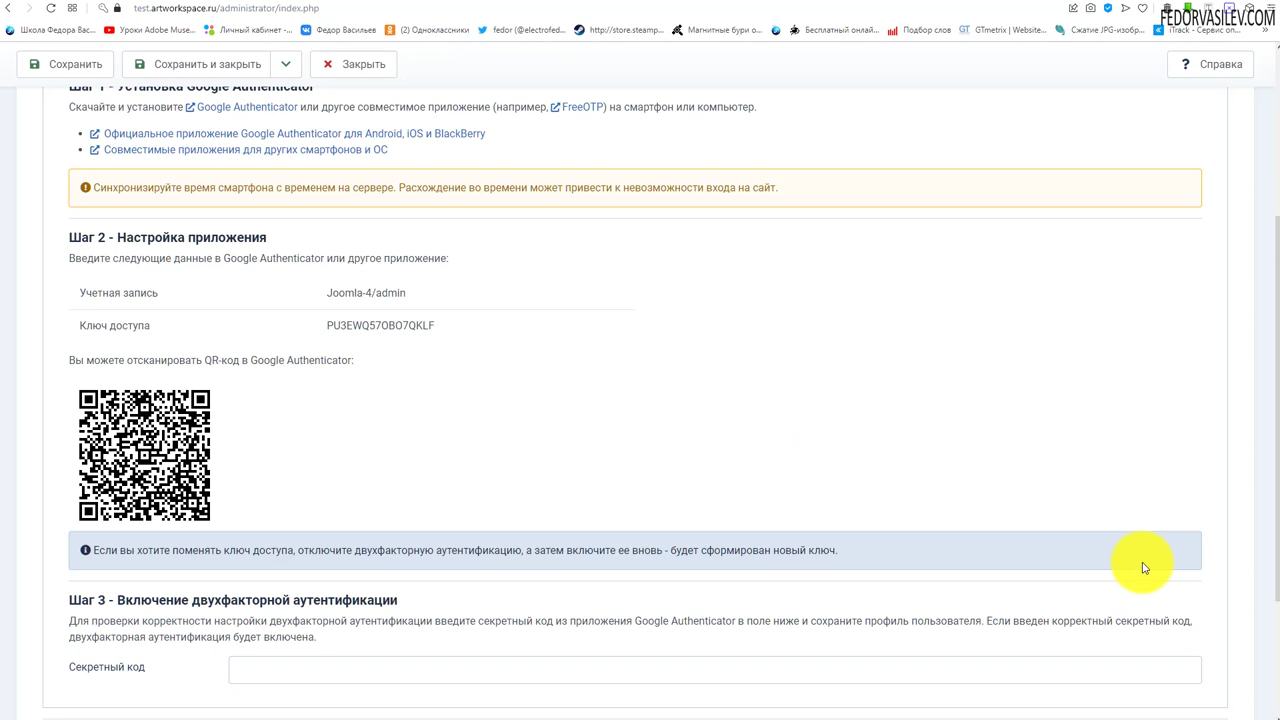 test.artworkspace.ru/administrator/index.php
FEDORVASILEV.COM
Школа Федора Вас...
Уроки Adobe Muse...
Личный кабинет -...
Федор Васильев
(2) Одноклассники
fedor (@electrofed...
http://store.steamp...
Магнитные бури о...
Бесплатный онлай...
Подбор слов
GTmetrix | Website...
Сжатие JPG-изобр...
iTrack - Сервис оп...
Сохранить
Сохранить и закрыть
Закрыть
? Справка
Шаг 1 - Установка Google Authenticator
Скачайте и установите Google Authenticator или другое совместимое приложение (например, FreeOTP) на смартфон или компьютер.
• Официальное приложение Google Authenticator для Android, iOS и BlackBerry
• Совместимые приложения для других смартфонов и ОС
Синхронизируйте время смартфона с временем на сервере. Расхождение во времени может привести к невозможности входа на сайт.
Шаг 2 - Настройка приложения
Введите следующие данные в Google Authenticator или другое приложение:
Учетная запись Joomla-4/admin
Ключ доступа PU3EWQ57OBO7QKLF
Вы можете отсканировать QR-код в Google Authenticator:
Если вы хотите поменять ключ доступа, отключите двухфакторную аутентификацию, а затем включите ее вновь - будет сформирован новый ключ.
Шаг 3 - Включение двухфакторной аутентификации
Для проверки корректности настройки двухфакторной аутентификации введите секретный код из приложения Google Authenticator в поле ниже и сохраните профиль пользователя. Если введен корректный секретный код,
двухфакторная аутентификация будет включена.
Секретный код